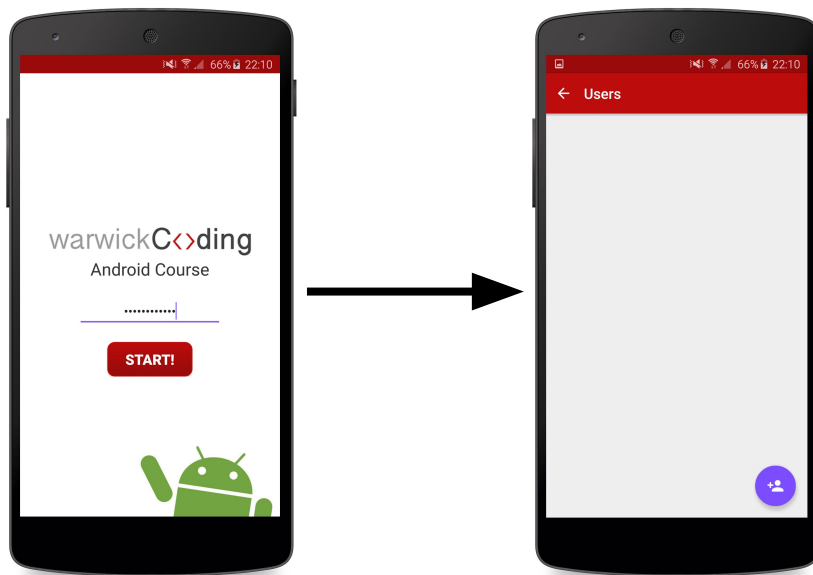 66% 22:10
warwickC<>ding
Android Course
••••••••••••
START!
66% 22:10
Users